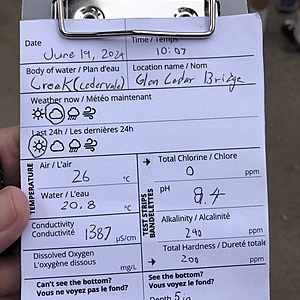 Date
Time / Temps
June 19, 2024
10:07
Body of water / Plan d'eau
Location name / Nom
Creek (Cedarvale)
Glen Cedar Bridge
Weather now / Météo maintenant
Last 24h / Les dernières 24h
TEMPERATURE
Air / L'air
26 °C
Water / L'eau
20.8 °C
Conductivity
Conductivité
1387 µS/cm
Dissolved Oxygen
L'oxygène dissous
mg/L
Can't see the bottom?
Vous ne voyez pas le fond?
TEST STRIPS
BANDELETTES
Total Chlorine / Chlore
0 ppm
pH
8.4
Alkalinity / Alcalinité
240 ppm
Total Hardness / Dureté totale
200 ppm
See the bottom?
Vous voyez le fond?
Depth 5 in